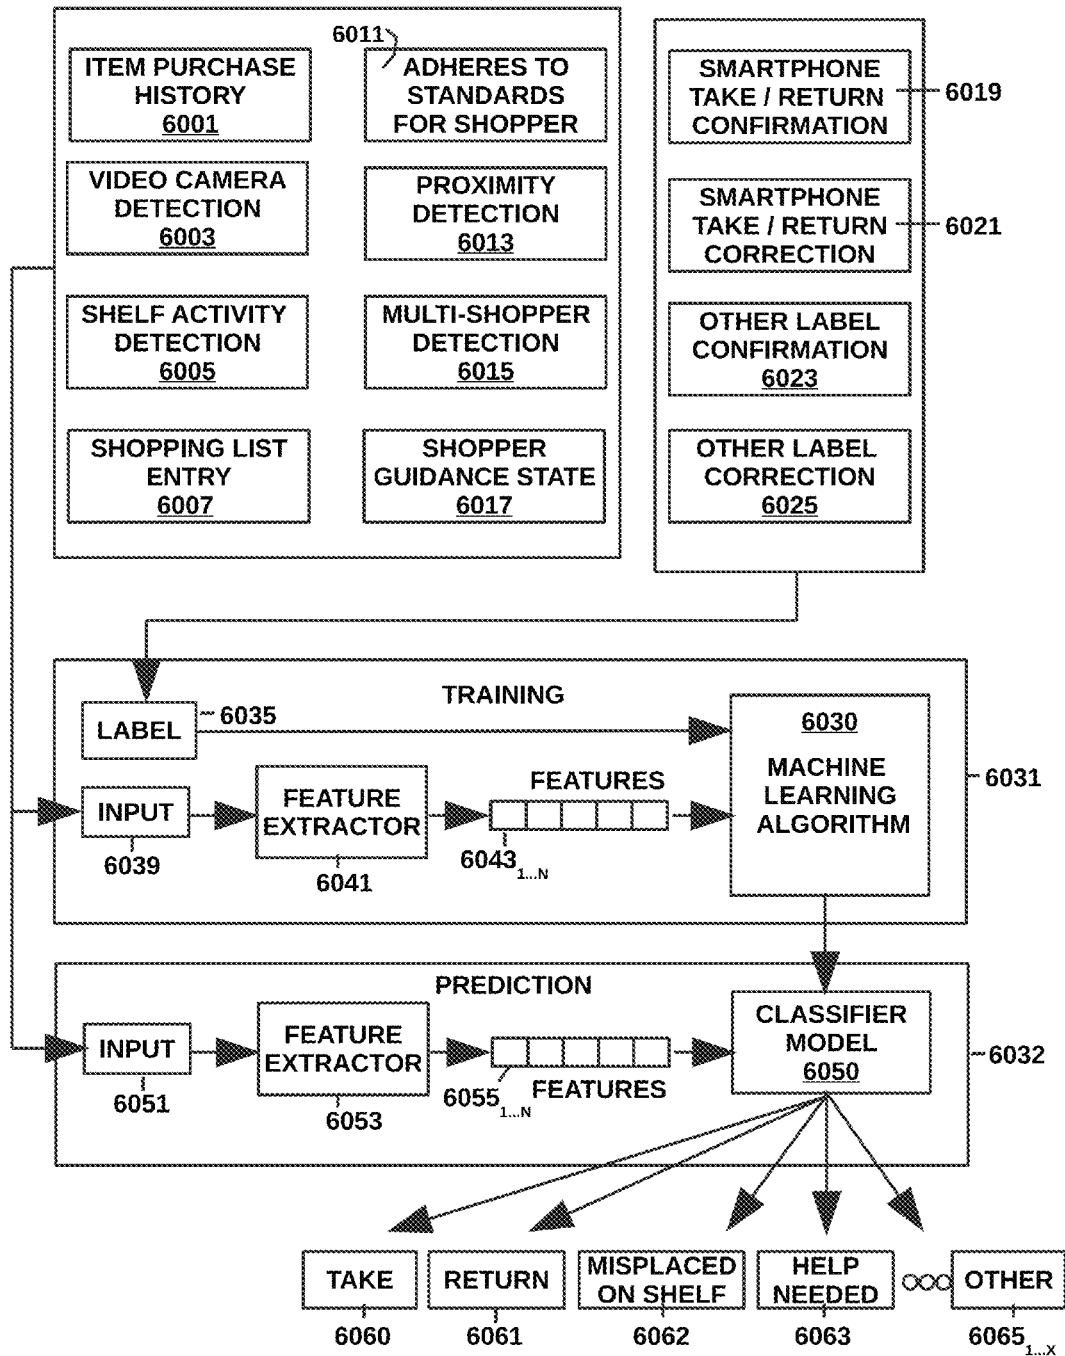 6011
ITEM PURCHASE
HISTORY
6001
ADHERES TO
STANDARDS
FOR SHOPPER
VIDEO CAMERA
DETECTION
6003
PROXIMITY
DETECTION
6013
SHELF ACTIVITY
DETECTION
6005
MULTI-SHOPPER
DETECTION
6015
SHOPPING LIST
ENTRY
6007
SHOPPER
GUIDANCE STATE
6017
SMARTPHONE
TAKE / RETURN
CONFIRMATION
6019
SMARTPHONE
TAKE / RETURN
CORRECTION
6021
OTHER LABEL
CONFIRMATION
6023
OTHER LABEL
CORRECTION
6025
TRAINING
LABEL
6035
INPUT
6039
FEATURE
EXTRACTOR
6041
FEATURES
6043 1...N
6030
MACHINE
LEARNING
ALGORITHM
6031
PREDICTION
INPUT
6051
FEATURE
EXTRACTOR
6053
6055 1...N
FEATURES
CLASSIFIER
MODEL
6050
6032
TAKE
6060
RETURN
6061
MISPLACED
ON SHELF
6062
HELP
NEEDED
6063
OTHER
6065 1...X